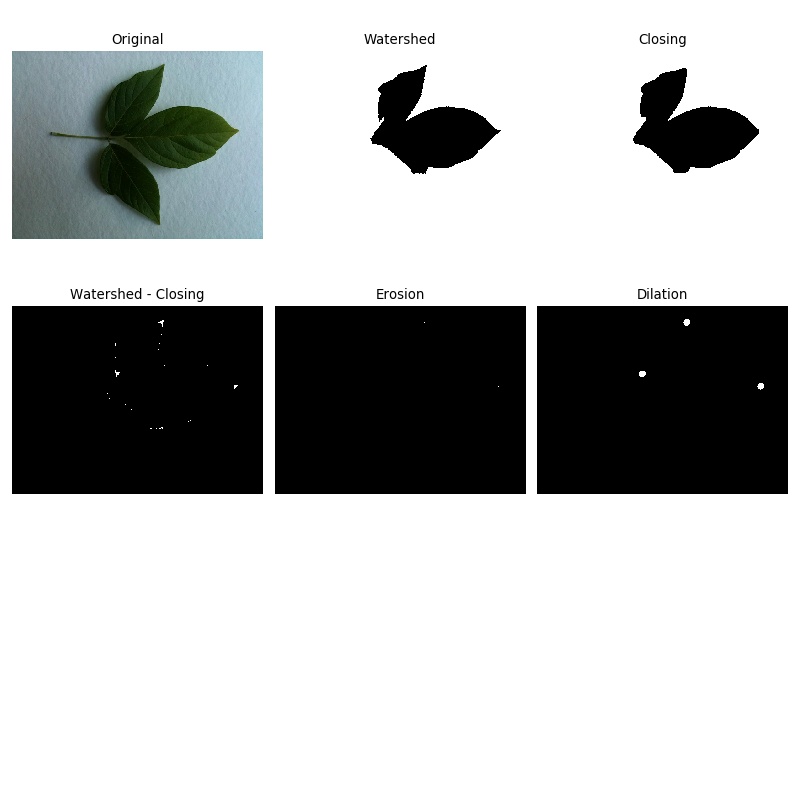 Original
Watershed
Closing
Watershed - Closing
Erosion
Dilation